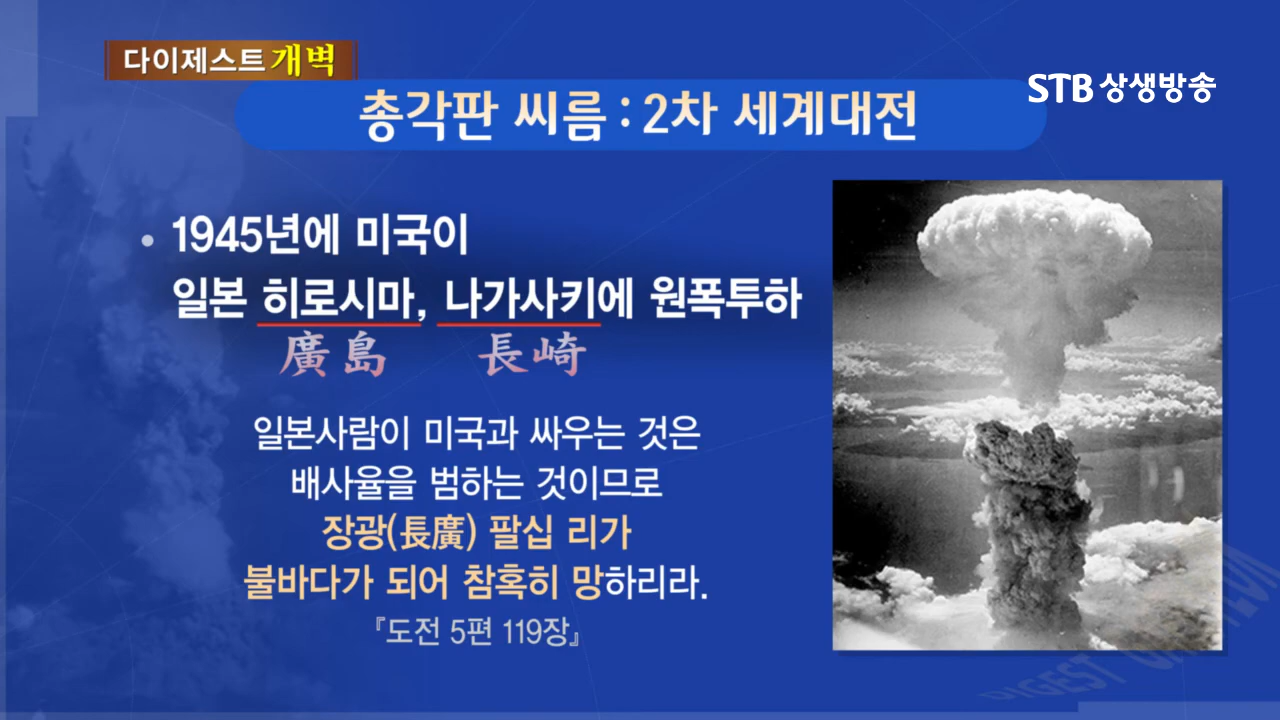 다이제스트 개벽
STB 상생방송
총각판 씨름 : 2차 세계대전
• 1945년에 미국이
일본 히로시마, 나가사키에 원폭투하
廣島 長崎
일본사람이 미국과 싸우는 것은
배사율을 범하는 것이므로
장광(長廣) 팔십 리가
불바다가 되어 참혹히 망하리라.
『도전 5편 119장』
DIGEST